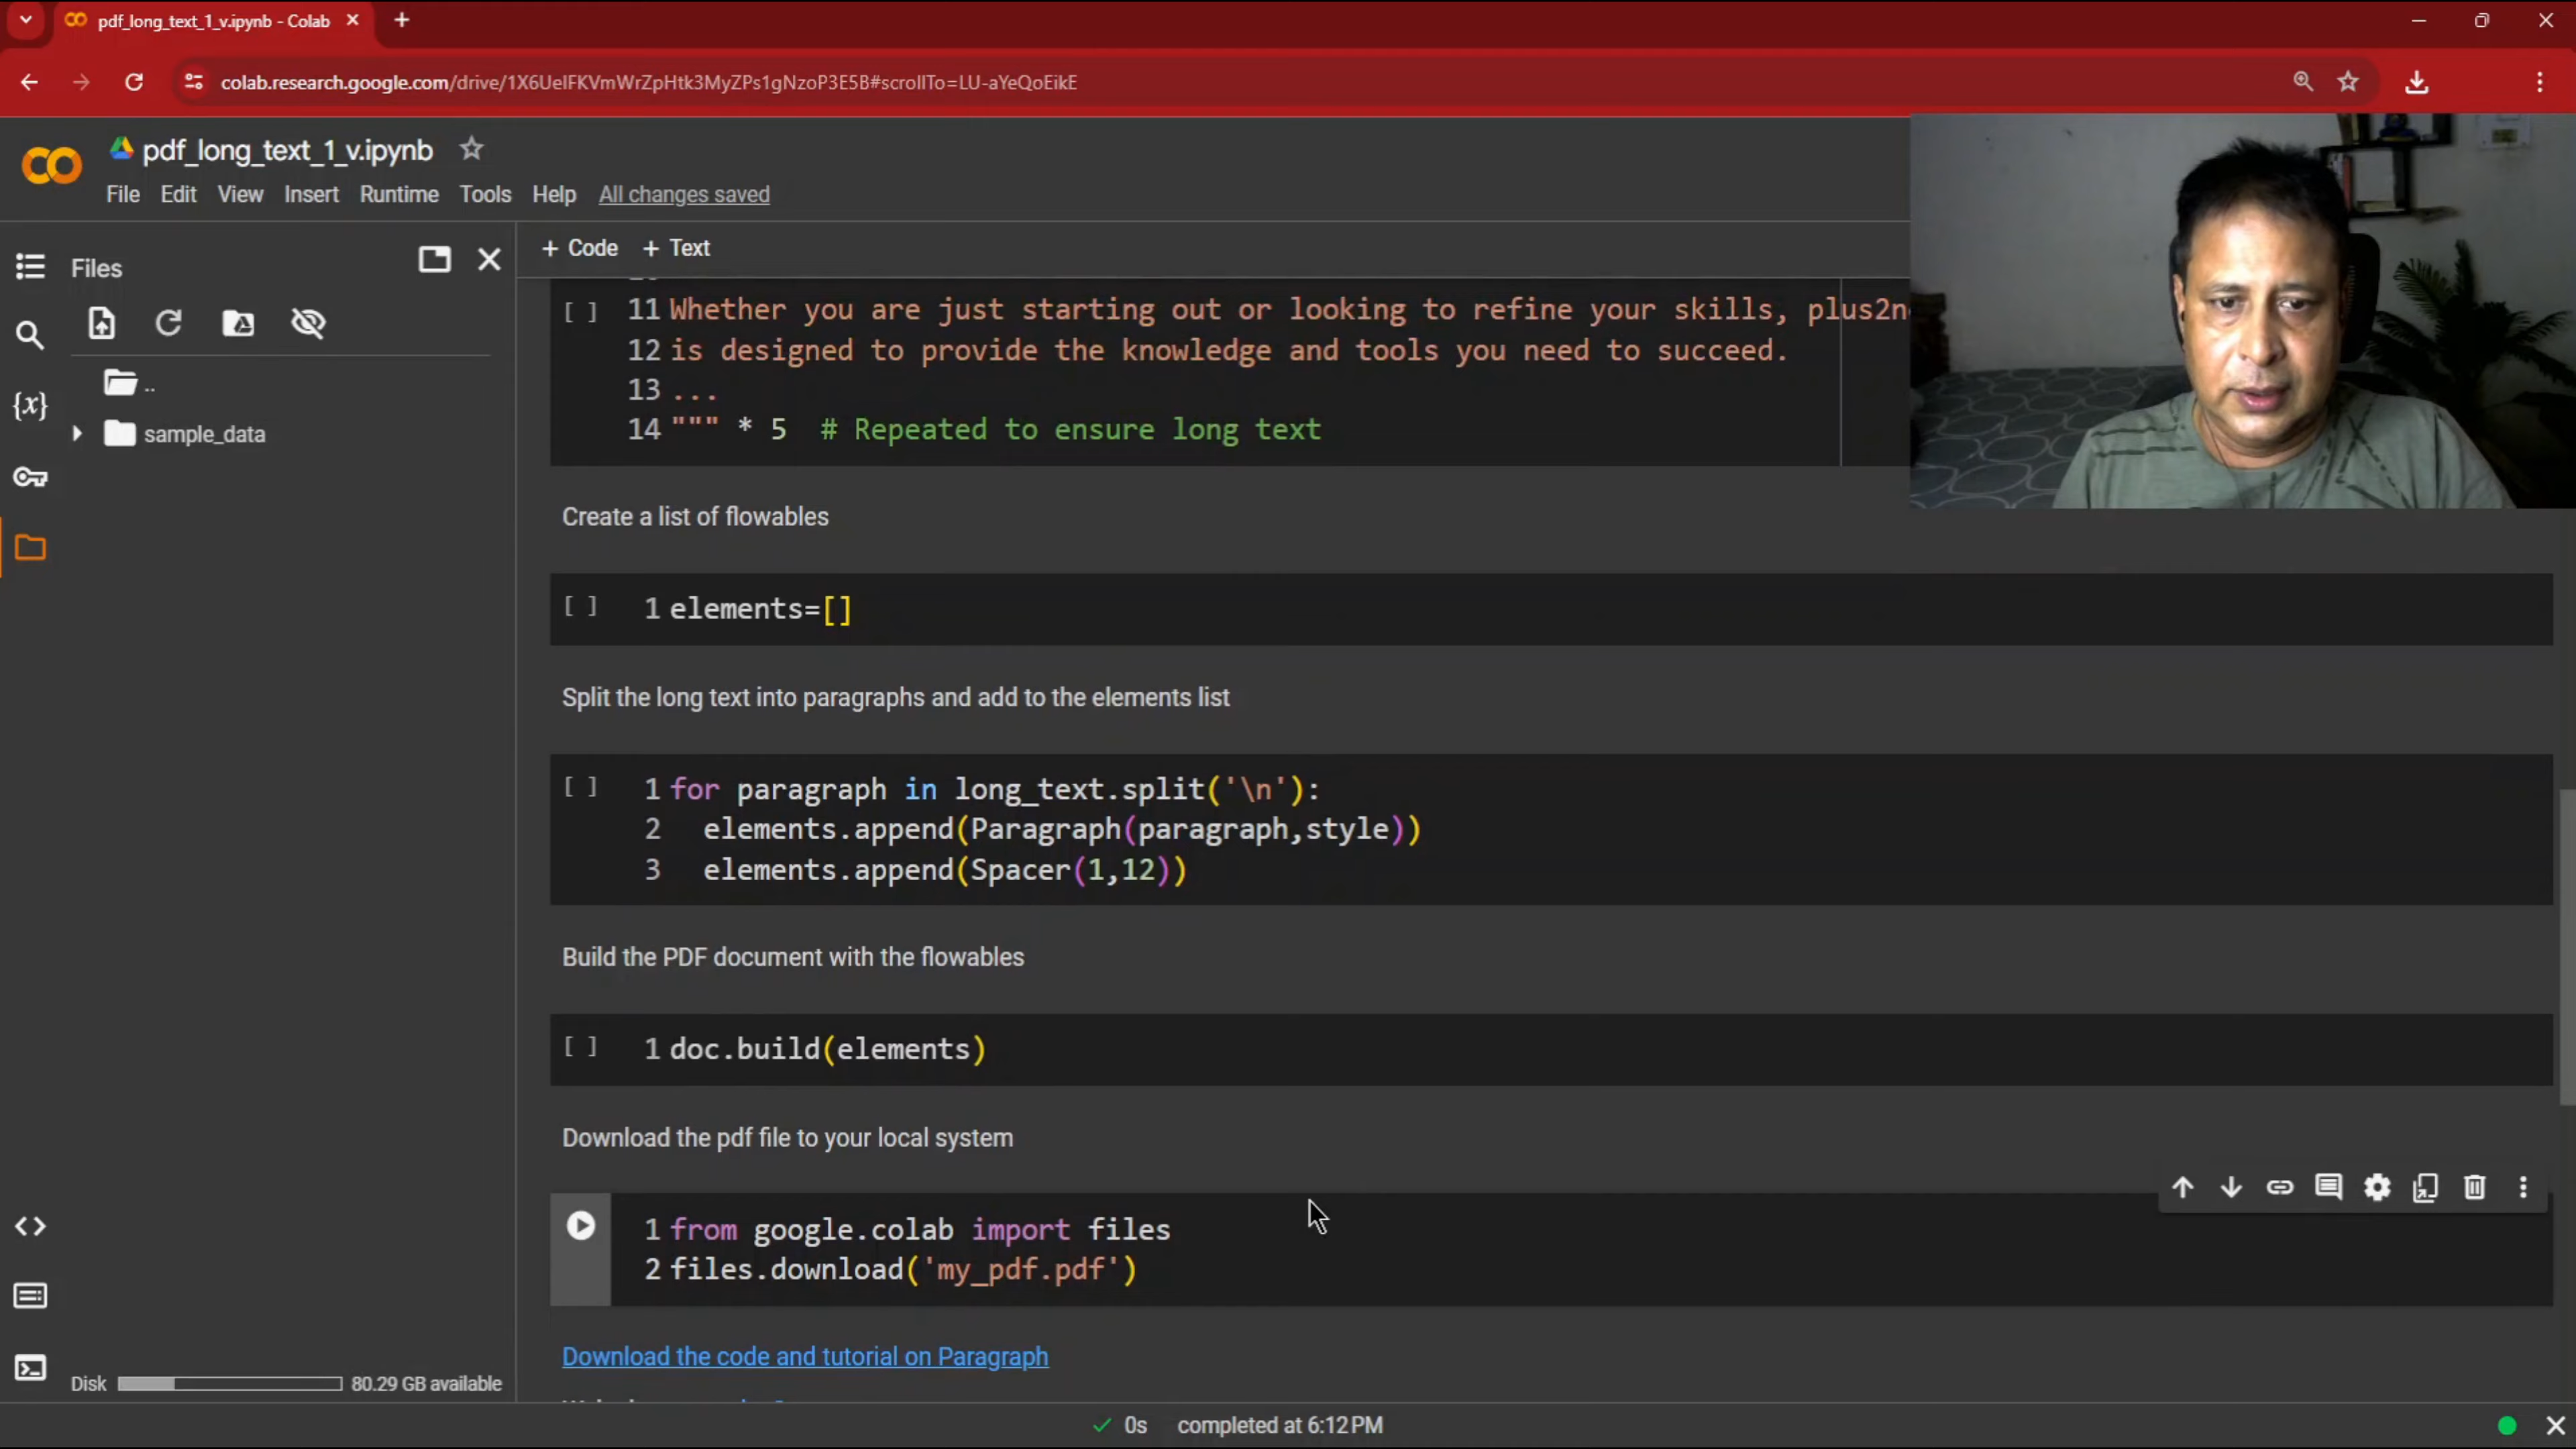 pdf_long_text_1_v.ipynb - Colab
colab.research.google.com/drive/1X6UeIFKVmWrZpHtk3MyZPs1gNzoP3E5B#scrollTo=LU-aYeQoEikE
pdf_long_text_1_v.ipynb
File Edit View Insert Runtime Tools Help All changes saved
Files
+ Code + Text
..
sample_data
[ ] 11 Whether you are just starting out or looking to refine your skills,
12 is designed to provide the knowledge and tools you need to succeed.
13 ...
14 """ * 5 # Repeated to ensure long text
Create a list of flowables
[ ] 1 elements=[]
Split the long text into paragraphs and add to the elements list
[ ] 1 for paragraph in long_text.split('\n'):
2 elements.append(Paragraph(paragraph,style))
3 elements.append(Spacer(1,12))
Build the PDF document with the flowables
[ ] 1 doc.build(elements)
Download the pdf file to your local system
1 from google.colab import files
2 files.download('my_pdf.pdf')
Download the code and tutorial on Paragraph
Disk 80.29 GB available
0s completed at 6:12 PM